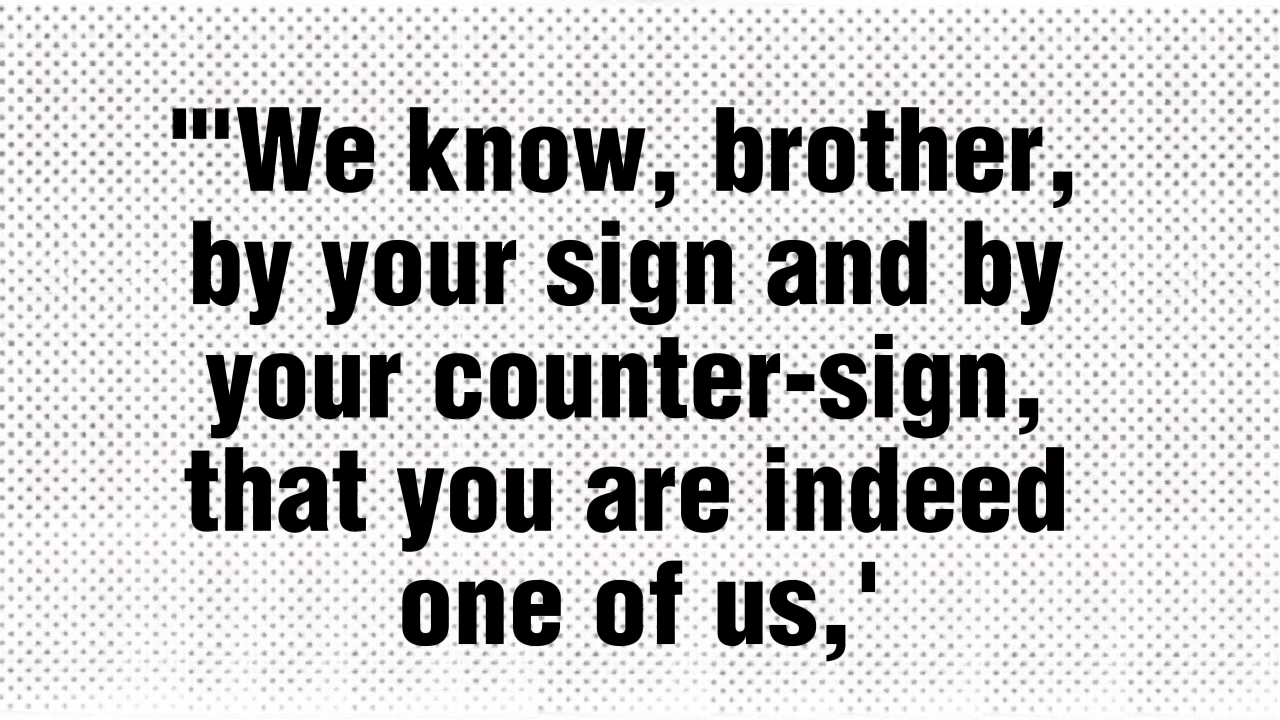 "'We know, brother,
by your sign and by
your counter-sign,
that you are indeed
one of us,'